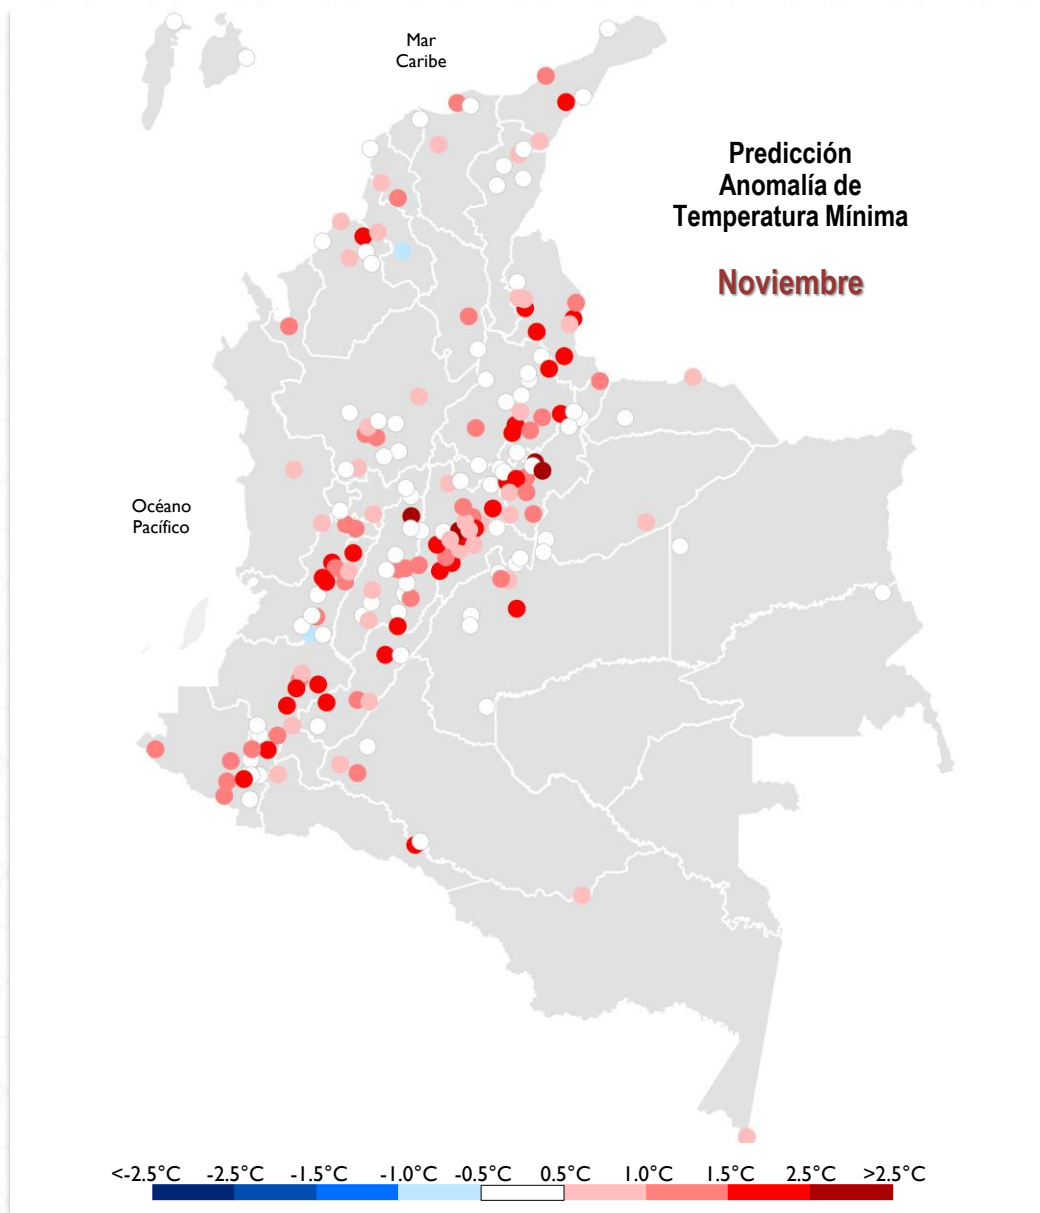 Mar
Caribe
Predicción
Anomalía de
Temperatura Mínima
Noviembre
Océano
Pacífico
<-2.5°C -2.5°C -1.5°C -1.0°C -0.5°C 0.5°C 1.0°C 1.5°C 2.5°C >2.5°C